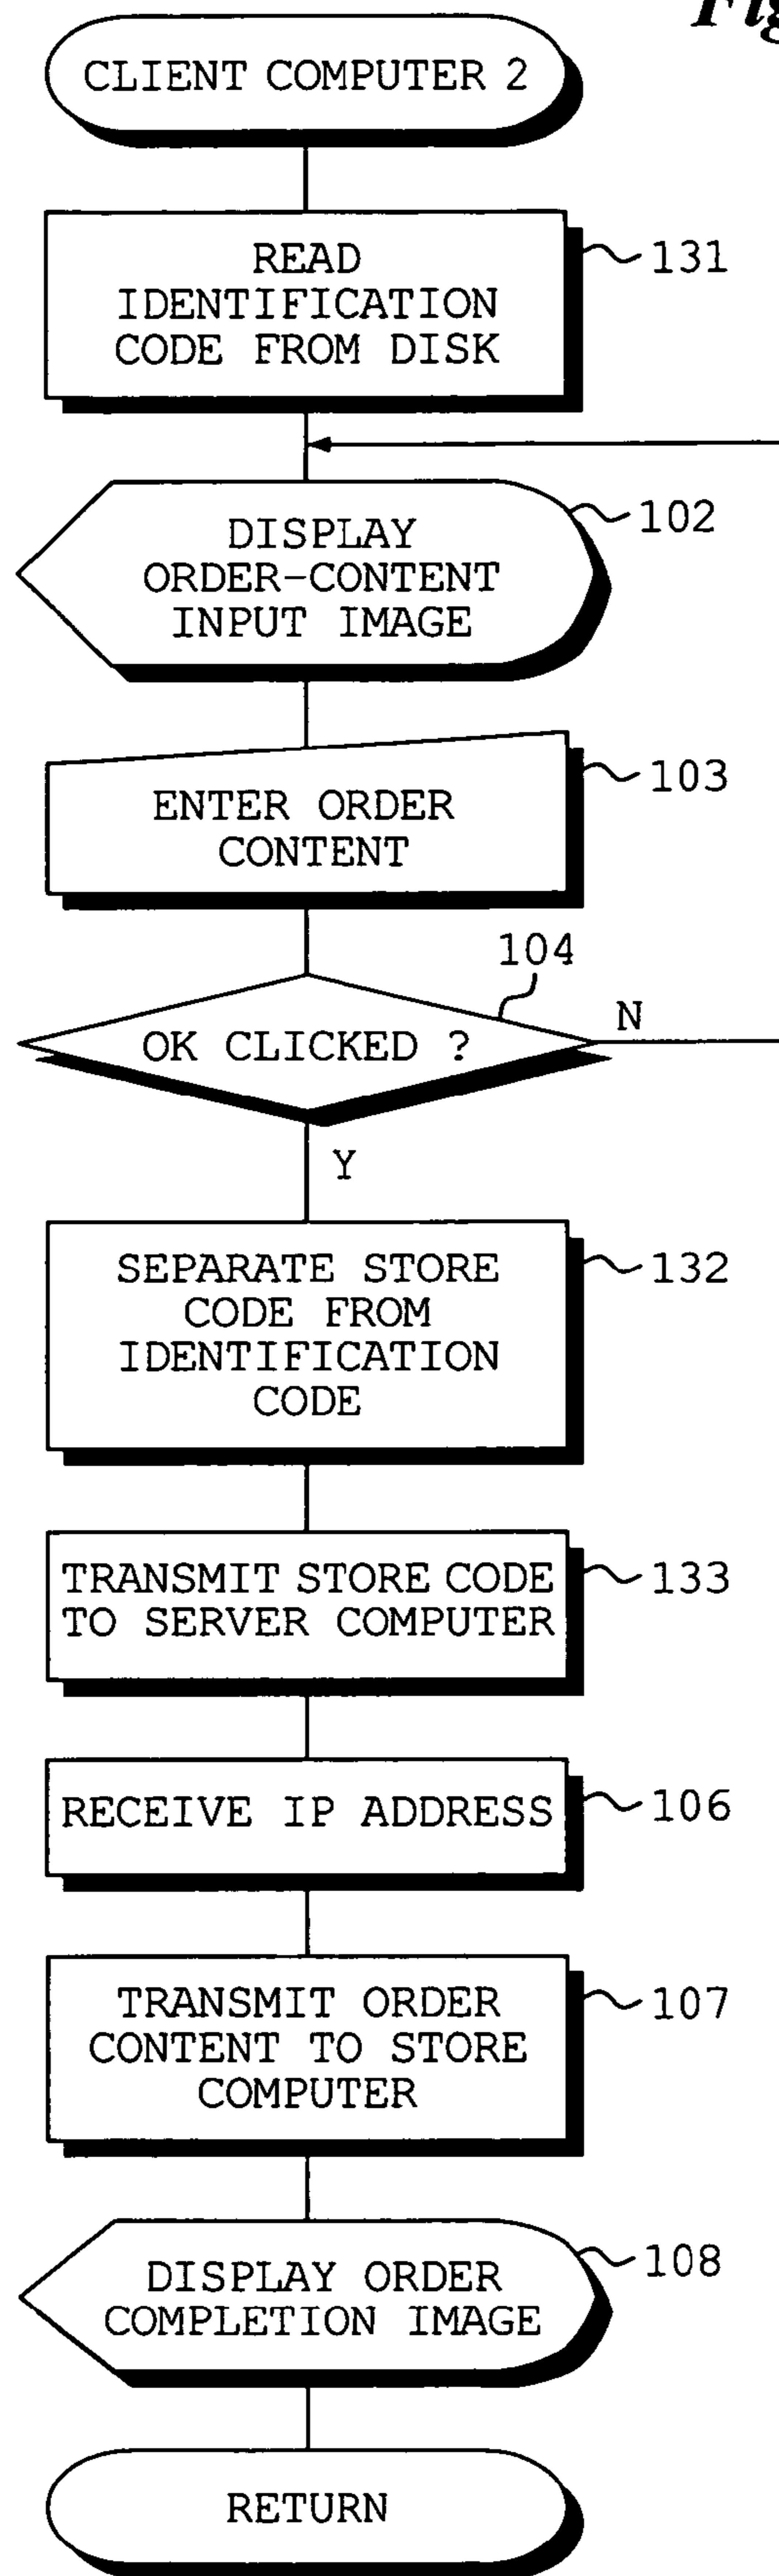 CLIENT COMPUTER 2
READ
IDENTIFICATION
CODE FROM DISK
131
DISPLAY
ORDER-CONTENT
INPUT IMAGE
102
103
ENTER ORDER
CONTENT
104
OK CLICKED ?
N
Y
SEPARATE STORE
CODE FROM
IDENTIFICATION
CODE
132
TRANSMIT STORE CODE
TO SERVER COMPUTER
133
RECEIVE IP ADDRESS
106
TRANSMIT ORDER
CONTENT TO STORE
COMPUTER
107
DISPLAY ORDER
COMPLETION IMAGE
108
RETURN